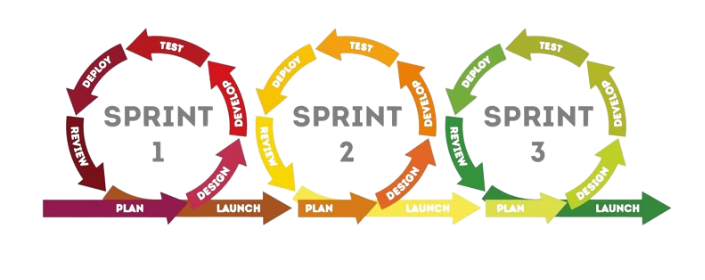 SPRINT
1
PLAN
DESIGN
DEVELOP
TEST
DEPLOY
REVIEW
LAUNCH
SPRINT
2
PLAN
DESIGN
DEVELOP
TEST
DEPLOY
REVIEW
LAUNCH
SPRINT
3
PLAN
DESIGN
DEVELOP
TEST
DEPLOY
REVIEW
LAUNCH